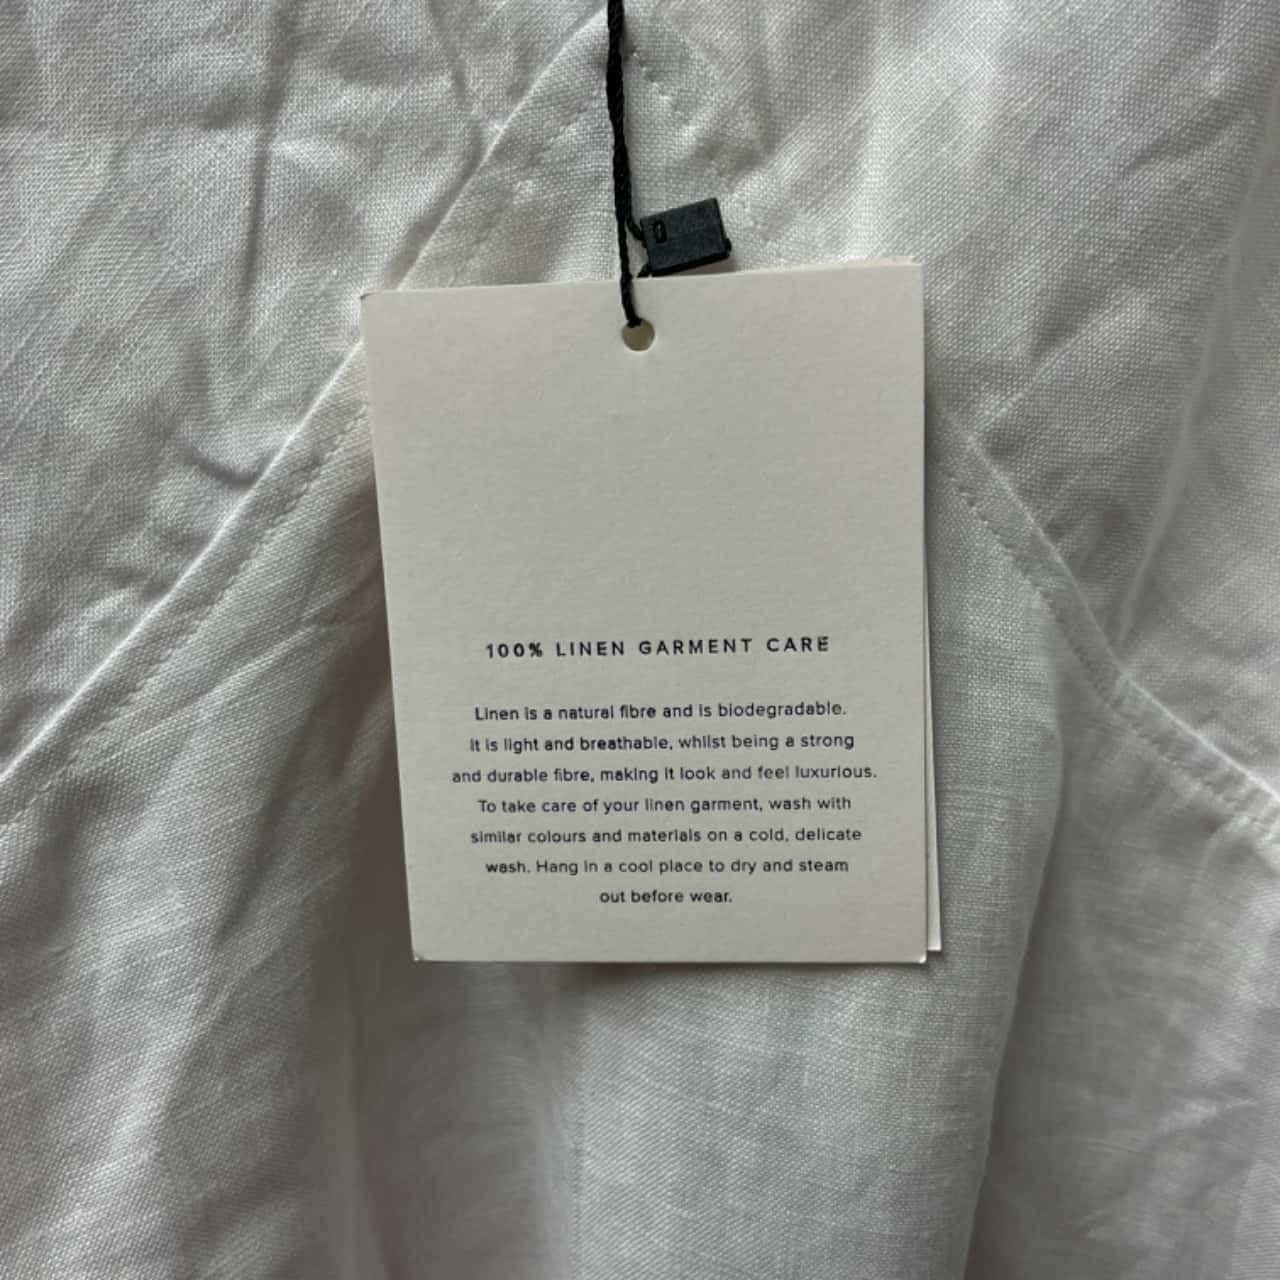 100% LINEN GARMENT CARE
Linen is a natural fibre and is biodegradable.
It is light and breathable, whilst being a strong
and durable fibre, making it look and feel luxurious.
To take care of your linen garment, wash with
similar colours and materials on a cold, delicate
wash. Hang in a cool place to dry and steam
out before wear.